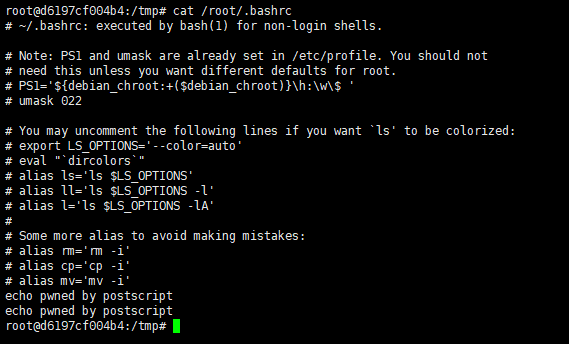 root@d6197cf004b4:/tmp# cat /root/.bashrc
# ~/.bashrc: executed by bash(1) for non-login shells.
# Note: PS1 and umask are already set in /etc/profile. You should not
# need this unless you want different defaults for root.
# PS1='${debian_chroot:+($debian_chroot)}\h:\w\$ '
# umask 022
# You may uncomment the following lines if you want `ls' to be colorized:
# export LS_OPTIONS='--color=auto'
# eval "`dircolors`"
# alias ls='ls $LS_OPTIONS'
# alias ll='ls $LS_OPTIONS -l'
# alias l='ls $LS_OPTIONS -lA'
#
# Some more alias to avoid making mistakes:
# alias rm='rm -i'
# alias cp='cp -i'
# alias mv='mv -i'
echo pwned by postscript
echo pwned by postscript
root@d6197cf004b4:/tmp#